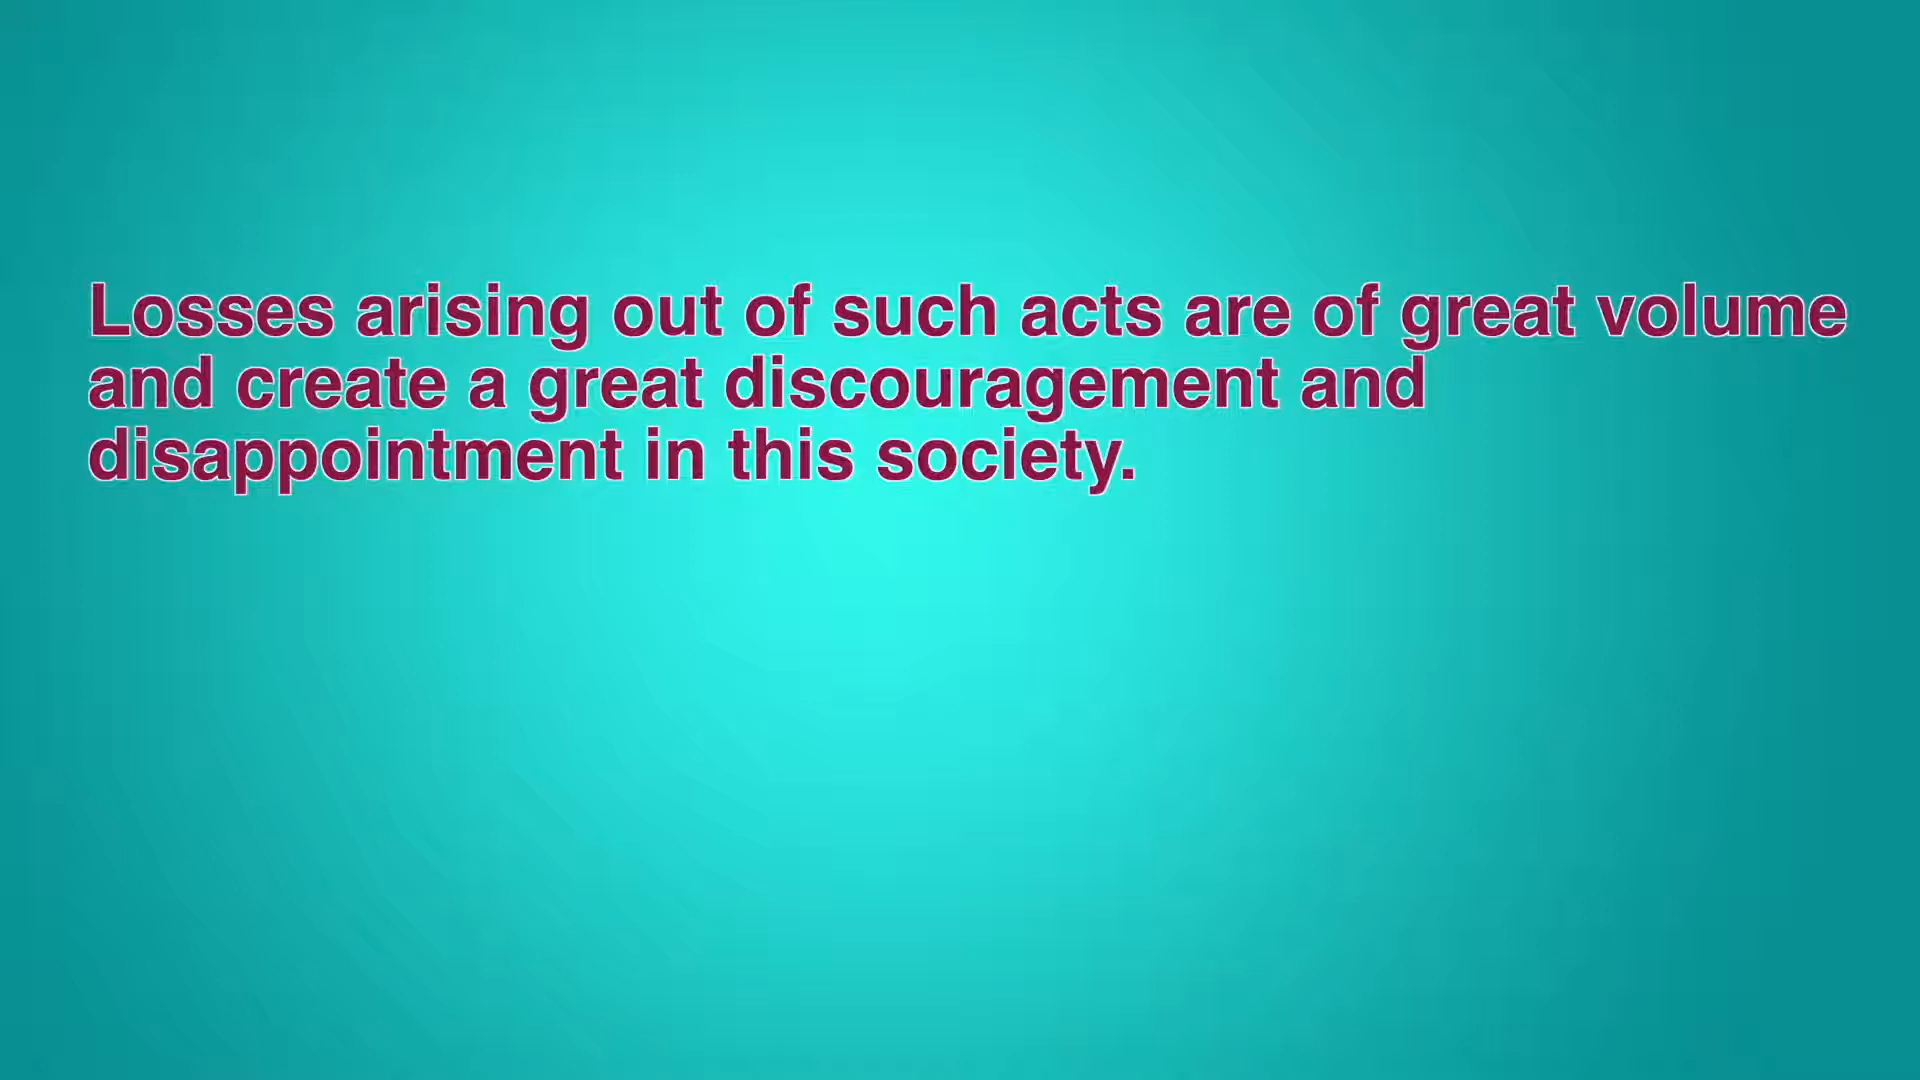 Losses arising out of such acts are of great volume
and create a great discouragement and
disappointment in this society.